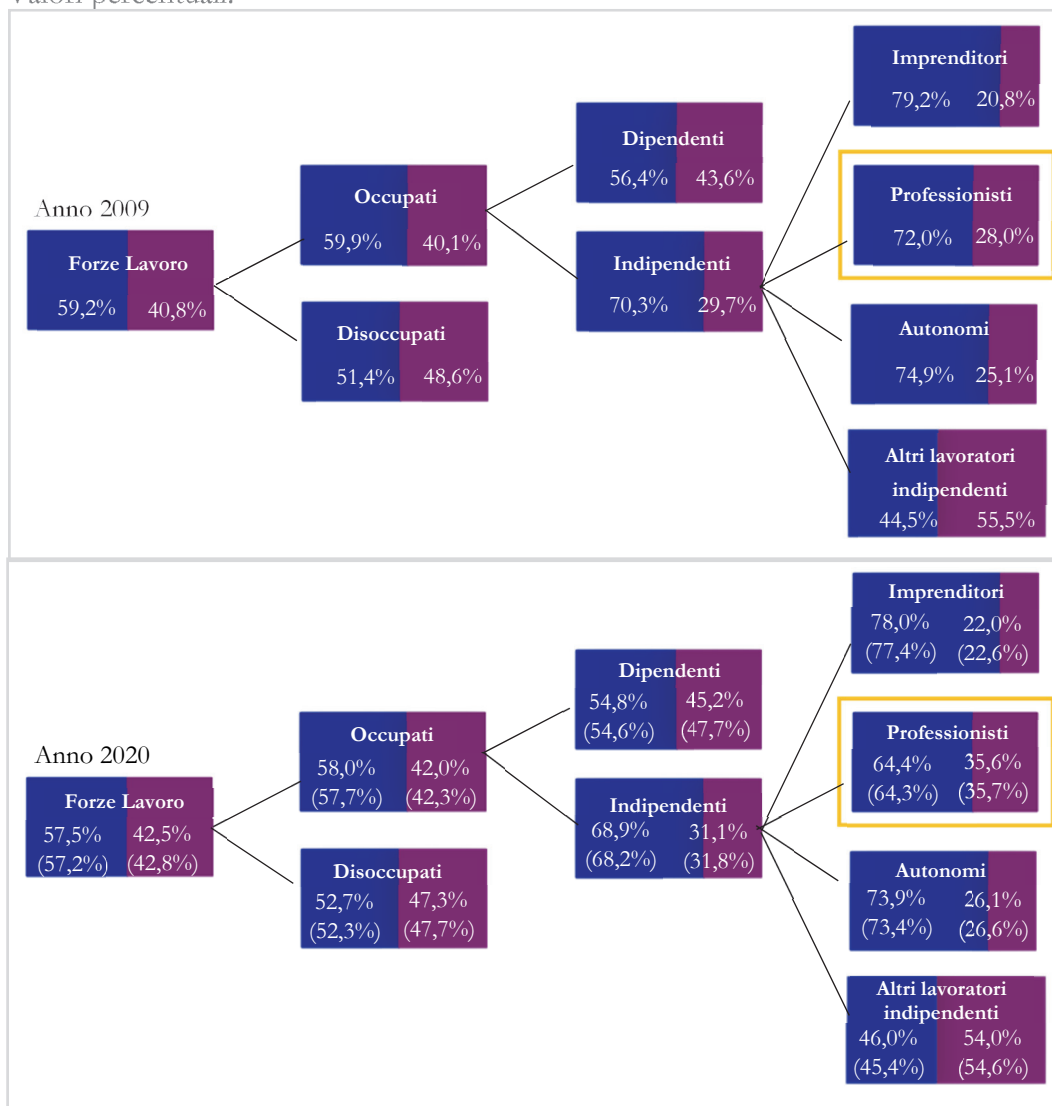 Valori percentuali.
Anno 2009
Forze Lavoro
59,2% 40,8%
Occupati
59,9% 40,1%
Disoccupati
51,4% 48,6%
Dipendenti
56,4% 43,6%
Indipendenti
70,3% 29,7%
Imprenditori
79,2% 20,8%
Professionisti
72,0% 28,0%
Autonomi
74,9% 25,1%
Altri lavoratori
indipendenti
44,5% 55,5%
Anno 2020
Forze Lavoro
57,5% 42,5%
(57,2%) (42,8%)
Occupati
58,0% 42,0%
(57,7%) (42,3%)
Disoccupati
52,7% 47,3%
(52,3%) (47,7%)
Dipendenti
54,8% 45,2%
(54,6%) (47,7%)
Indipendenti
68,9% 31,1%
(68,2%) (31,8%)
Imprenditori
78,0% 22,0%
(77,4%) (22,6%)
Professionisti
64,4% 35,6%
(64,3%) (35,7%)
Autonomi
73,9% 26,1%
(73,4%) (26,6%)
Altri lavoratori
indipendenti
46,0% 54,0%
(45,4%) (54,6%)